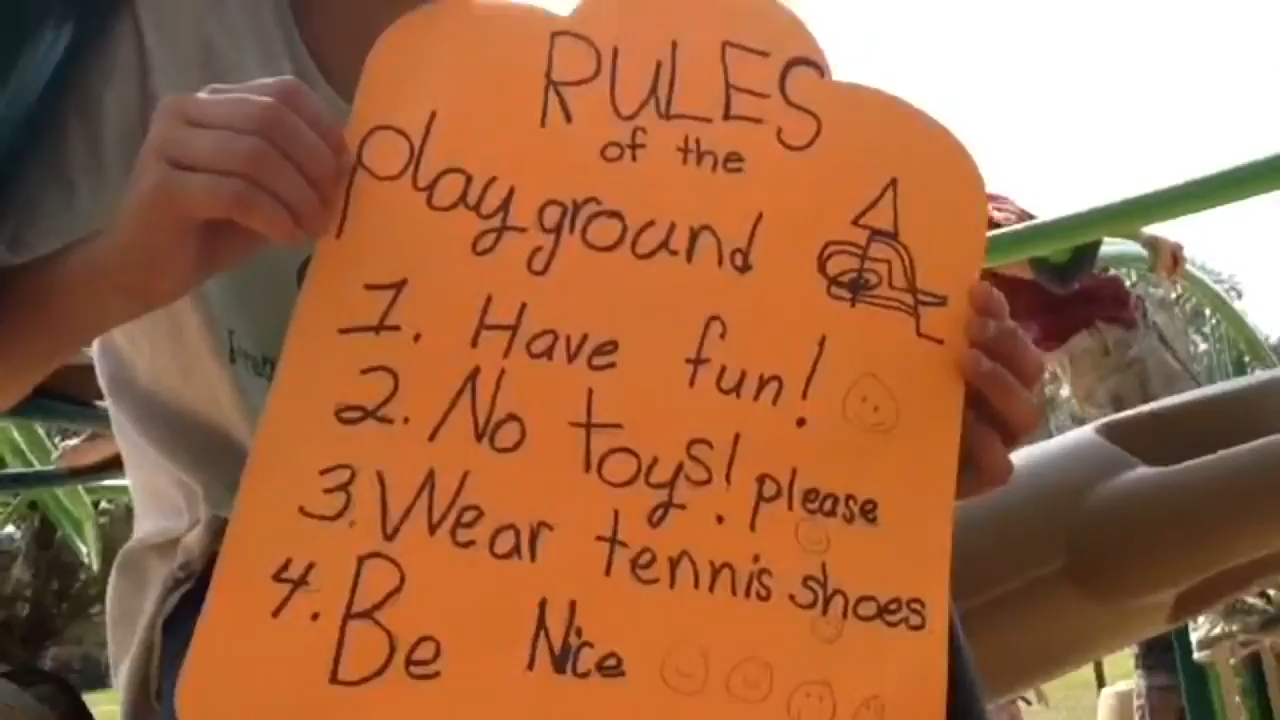 RULES
of the
playground
1. Have fun!
2. No toys! please
3. Wear tennis shoes
4. Be Nice